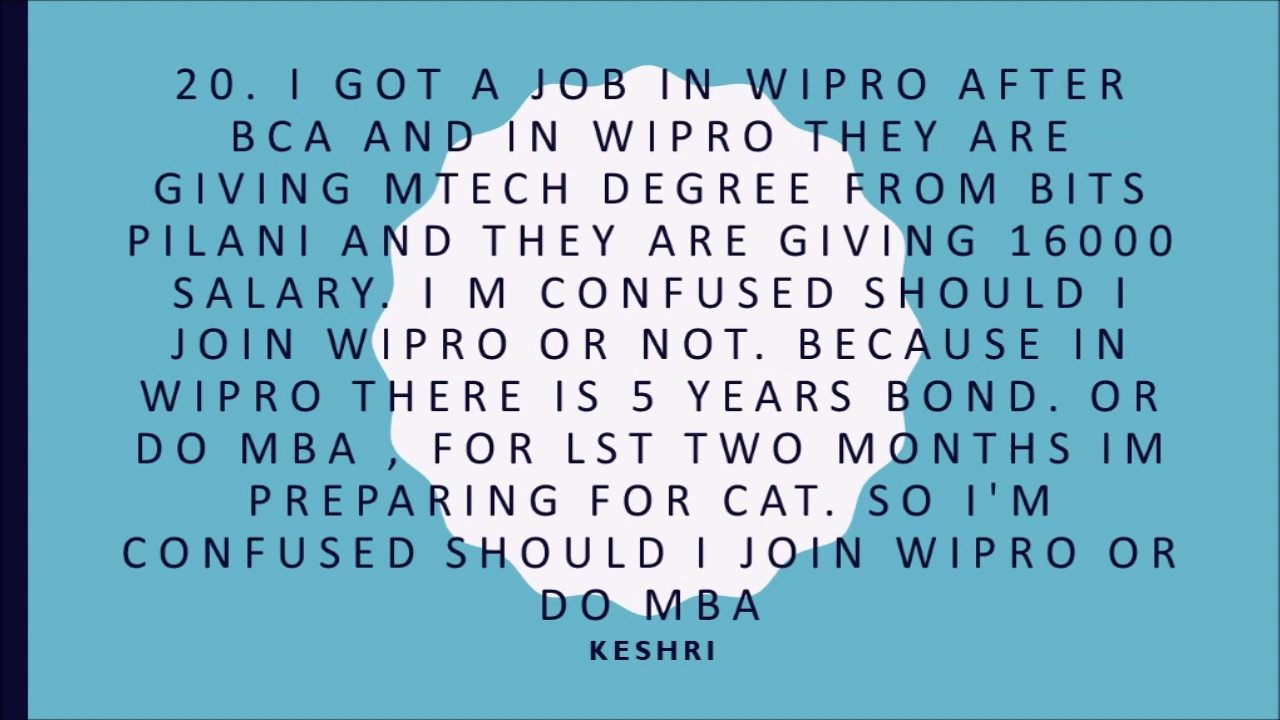 20. I GOT A JOB IN WIPRO AFTER
BCA AND IN WIPRO THEY ARE
GIVING MTECH DEGREE FROM BITS
PILANI AND THEY ARE GIVING 16000
SALARY. I M CONFUSED SHOULD I
JOIN WIPRO OR NOT. BECAUSE IN
WIPRO THERE IS 5 YEARS BOND. OR
DO MBA , FOR LST TWO MONTHS IM
PREPARING FOR CAT. SO I'M
CONFUSED SHOULD I JOIN WIPRO OR
DO MBA
KESHRI